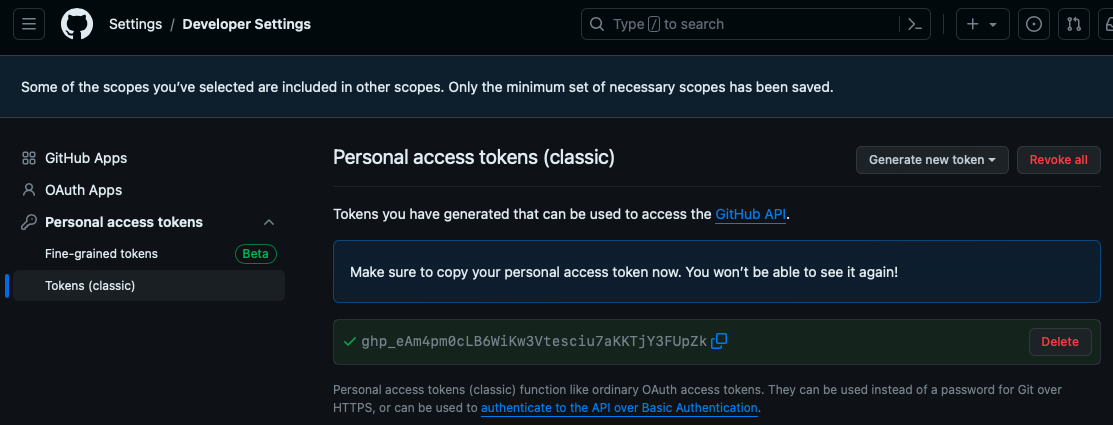 Settings / Developer Settings
Type / to search
Some of the scopes you've selected are included in other scopes. Only the minimum set of necessary scopes has been saved.
GitHub Apps
OAuth Apps
Personal access tokens
Fine-grained tokens Beta
Tokens (classic)
Personal access tokens (classic)
Generate new token
Revoke all
Tokens you have generated that can be used to access the GitHub API.
Make sure to copy your personal access token now. You won't be able to see it again!
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
Delete
Personal access tokens (classic) function like ordinary OAuth access tokens. They can be used instead of a password for Git over
HTTPS, or can be used to authenticate to the API over Basic Authentication.